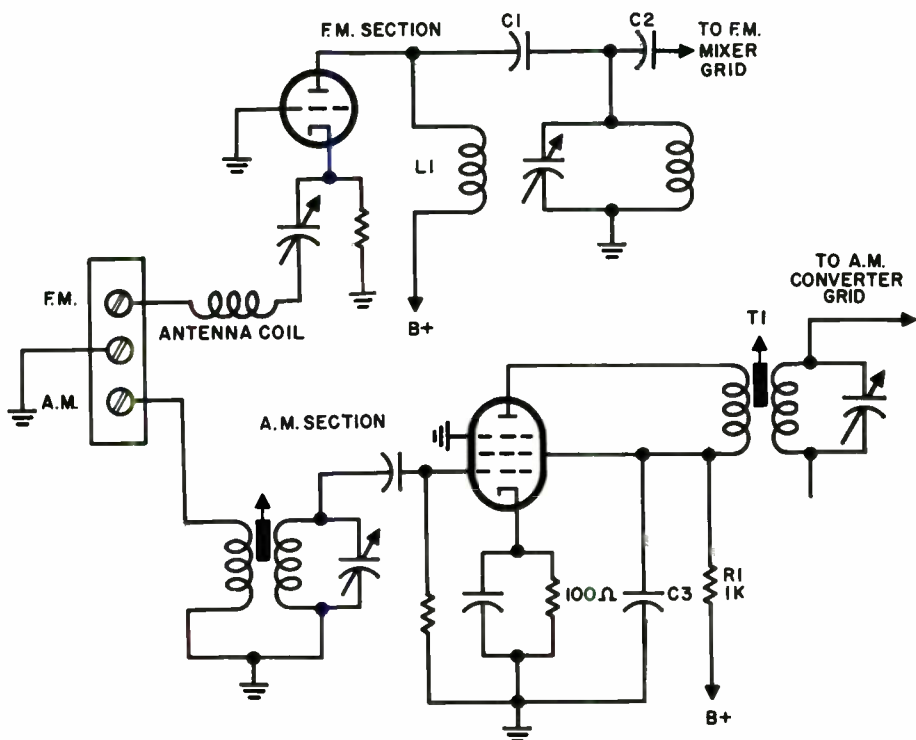 F.M. SECTION
C1
C2
TO F.M.
MIXER
GRID
L1
B+
F.M.
ANTENNA COIL
A.M.
A.M. SECTION
TO A.M.
CONVERTER
GRID
T1
100Ω
C3
R1
1K
B+